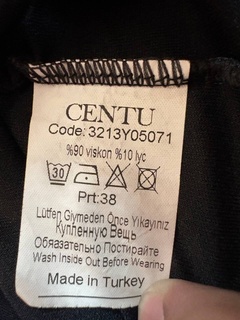 CENTU
Code: 3213Y05071
%90 viskon %10 lyc
30
Prt:38
Lütfen Giymeden Önce Yıkayınız
Купленную Вещь
Обязательно Постирайте
Wash Inside Out Before Wearing
Made in Turkey